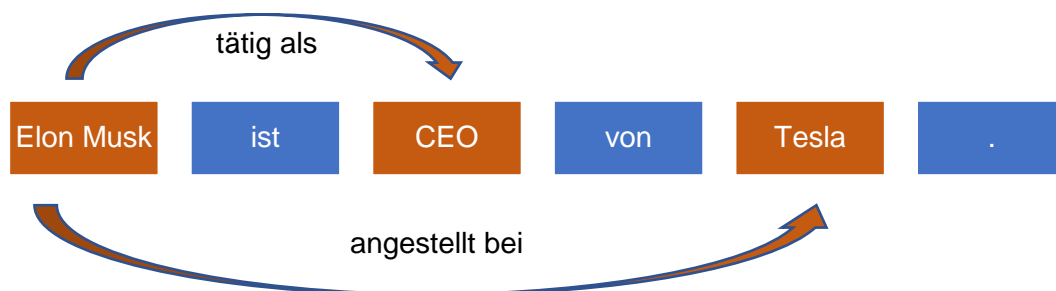 tätig als
Elon Musk ist CEO von Tesla .
angestellt bei